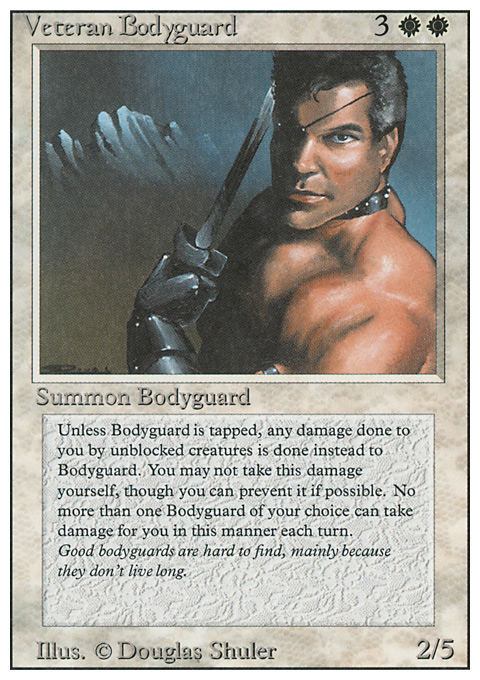 Veteran Bodyguard 3
Summon Bodyguard
Unless Bodyguard is tapped, any damage done to
you by unblocked creatures is done instead to
Bodyguard. You may not take this damage
yourself, though you can prevent it if possible. No
more than one Bodyguard of your choice can take
damage for you in this manner each turn.
Good bodyguards are hard to find, mainly because
they don't live long.
Illus. © Douglas Shuler 2/5